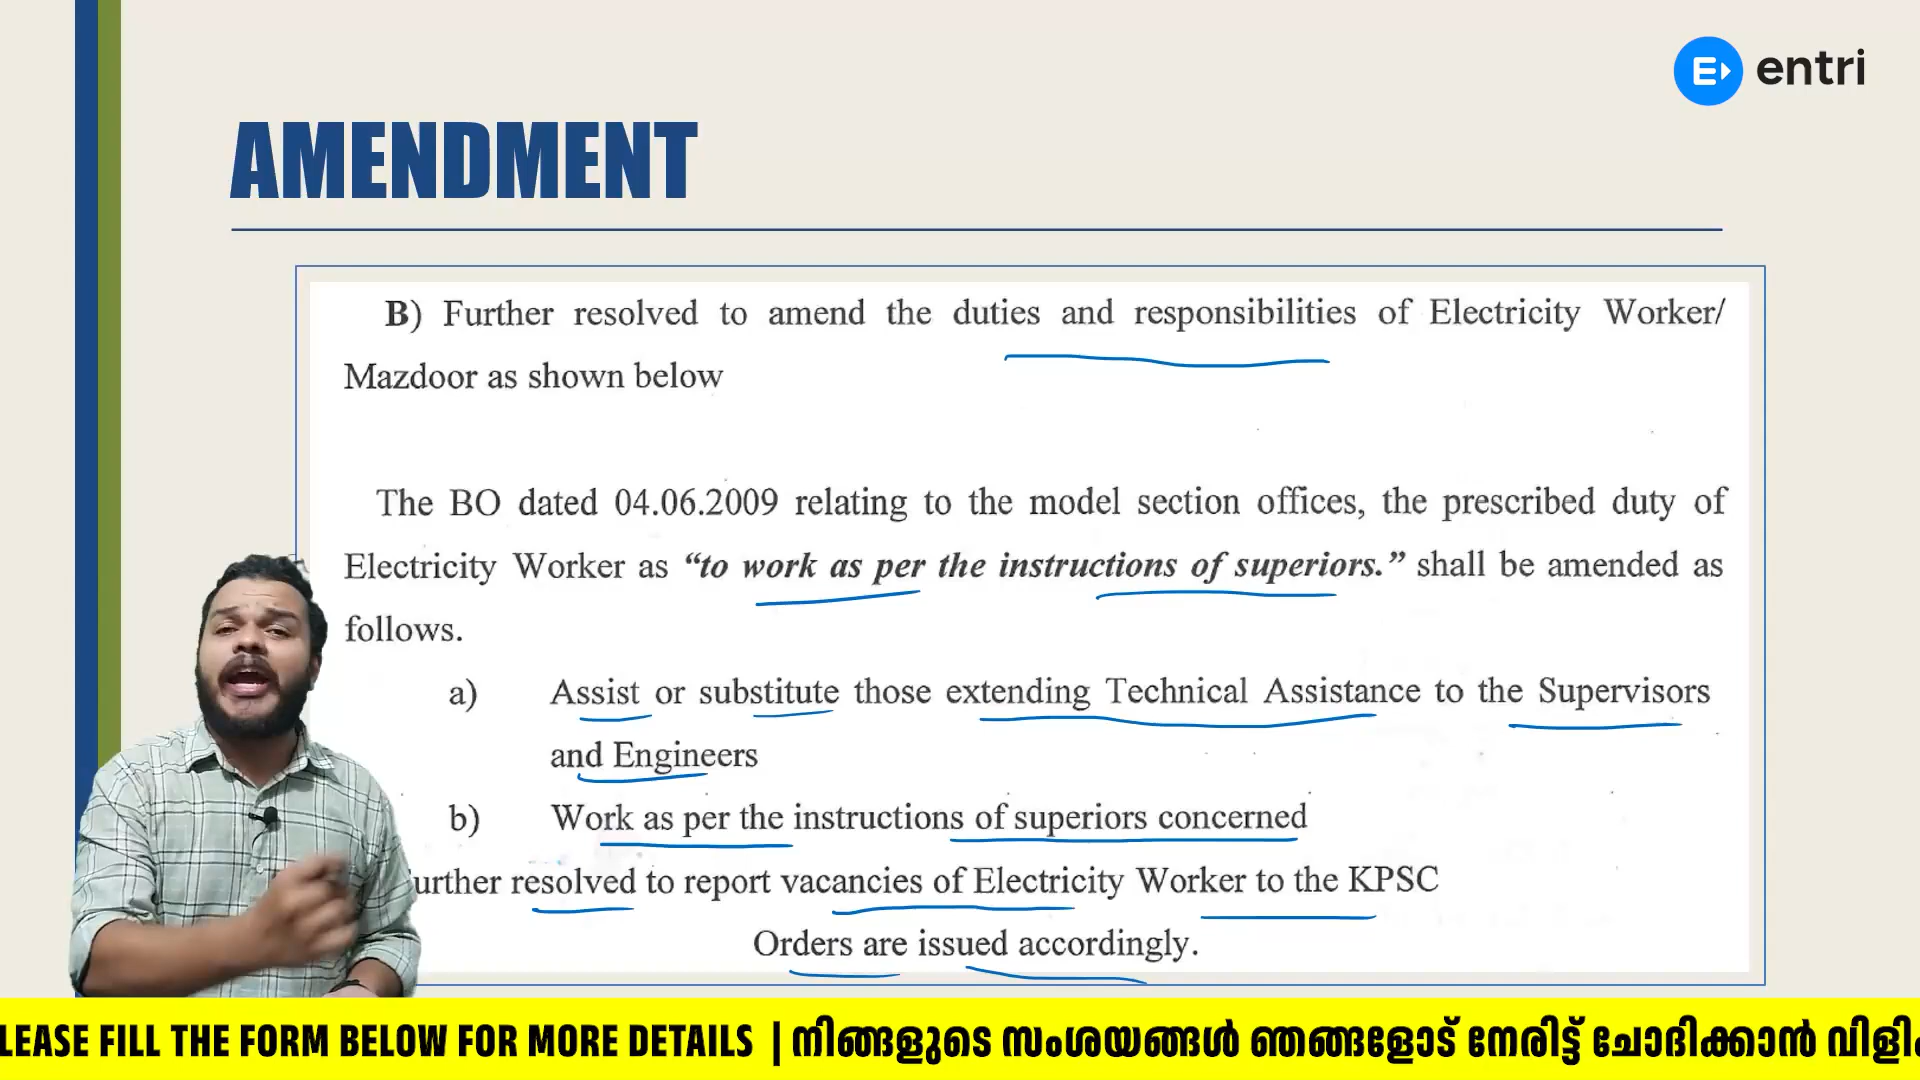 entri
AMENDMENT
B) Further resolved to amend the duties and responsibilities of Electricity Worker/
Mazdoor as shown below
The BO dated 04.06.2009 relating to the model section offices, the prescribed duty of
Electricity Worker as “to work as per the instructions of superiors.” shall be amended as
follows.
a) Assist or substitute those extending Technical Assistance to the Supervisors
and Engineers
b) Work as per the instructions of superiors concerned
urther resolved to report vacancies of Electricity Worker to the KPSC
Orders are issued accordingly.
LEASE FILL THE FORM BELOW FOR MORE DETAILS | നിങ്ങളുടെ സംശയങ്ങൾ ഞങ്ങളോട് നേരിട്ട് ചോദിക്കാൻ